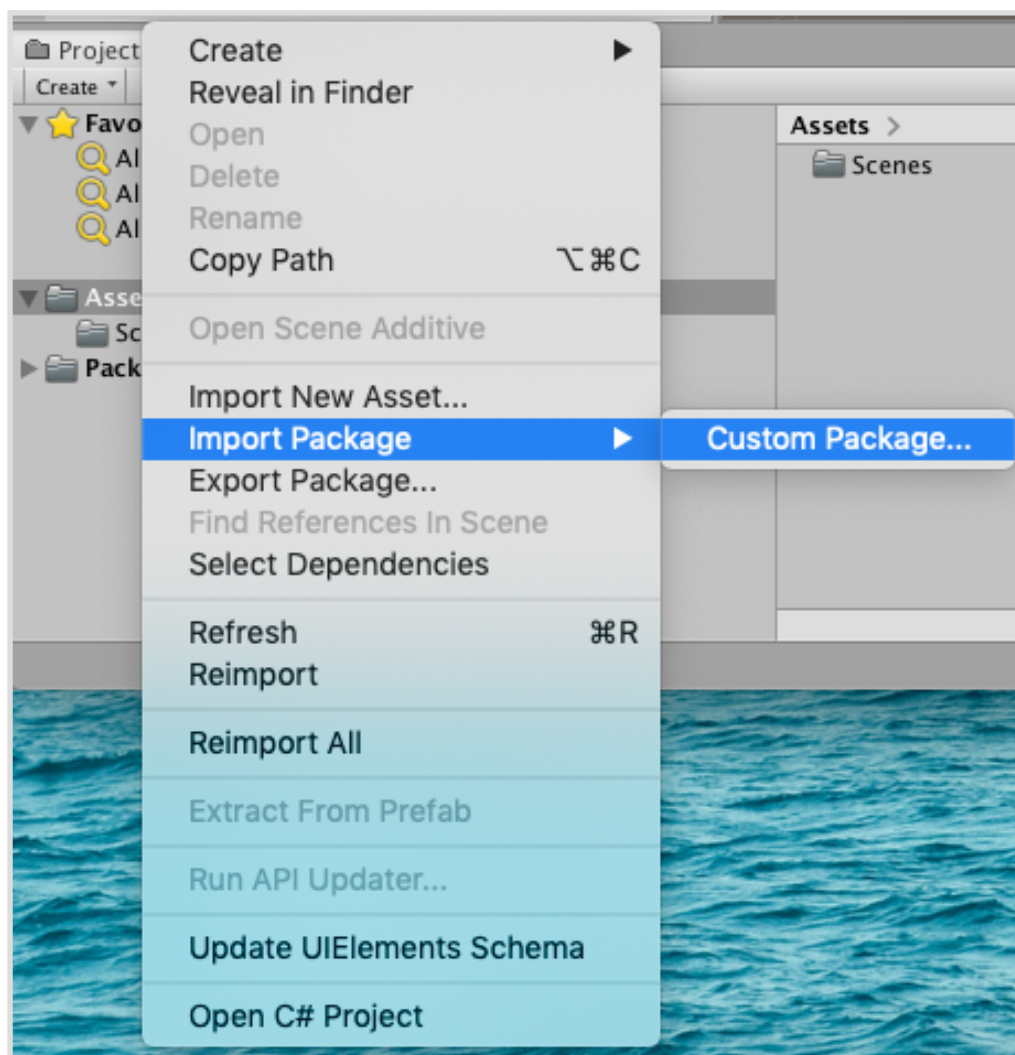 Project
Create
Favo
Al
Al
Al
Asse
Sc
Pack
Create
Reveal in Finder
Open
Delete
Rename
Copy Path ⌥⌘C
Open Scene Additive
Import New Asset...
Import Package
Export Package...
Find References In Scene
Select Dependencies
Refresh ⌘R
Reimport
Reimport All
Extract From Prefab
Run API Updater...
Update UIElements Schema
Open C# Project
Custom Package...
Assets >
Scenes